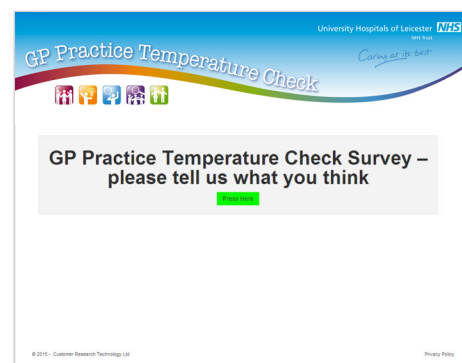 University Hospitals of Leicester NHS
NHS Trust
Caring at its best
GP Practice Temperature Check
GP Practice Temperature Check Survey –
please tell us what you think
Press Here
© 2015 - Customer Research Technology Ltd
Privacy Policy